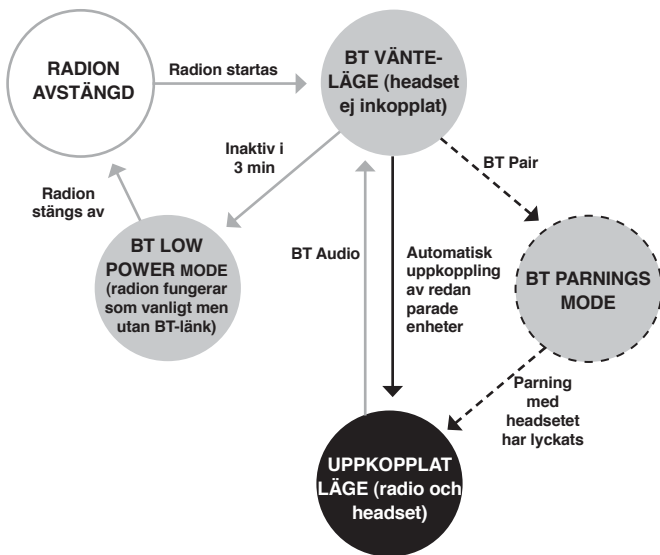 RADION
AVSTÄNGD
Radion startas
BT VÄNTE-
LÄGE (headset
ej inkopplat)
Inaktiv i
3 min
BT Pair
Radion
stängs av
BT LOW
POWER MODE
(radion fungerar
som vanligt men
utan BT-länk)
BT Audio
Automatisk
uppkoppling
av redan
parade
enheter
BT PARNINGS
MODE
Parning
med
headsetet
har lyckats
UPPKOPPLAT
LÄGE (radio och
headset)